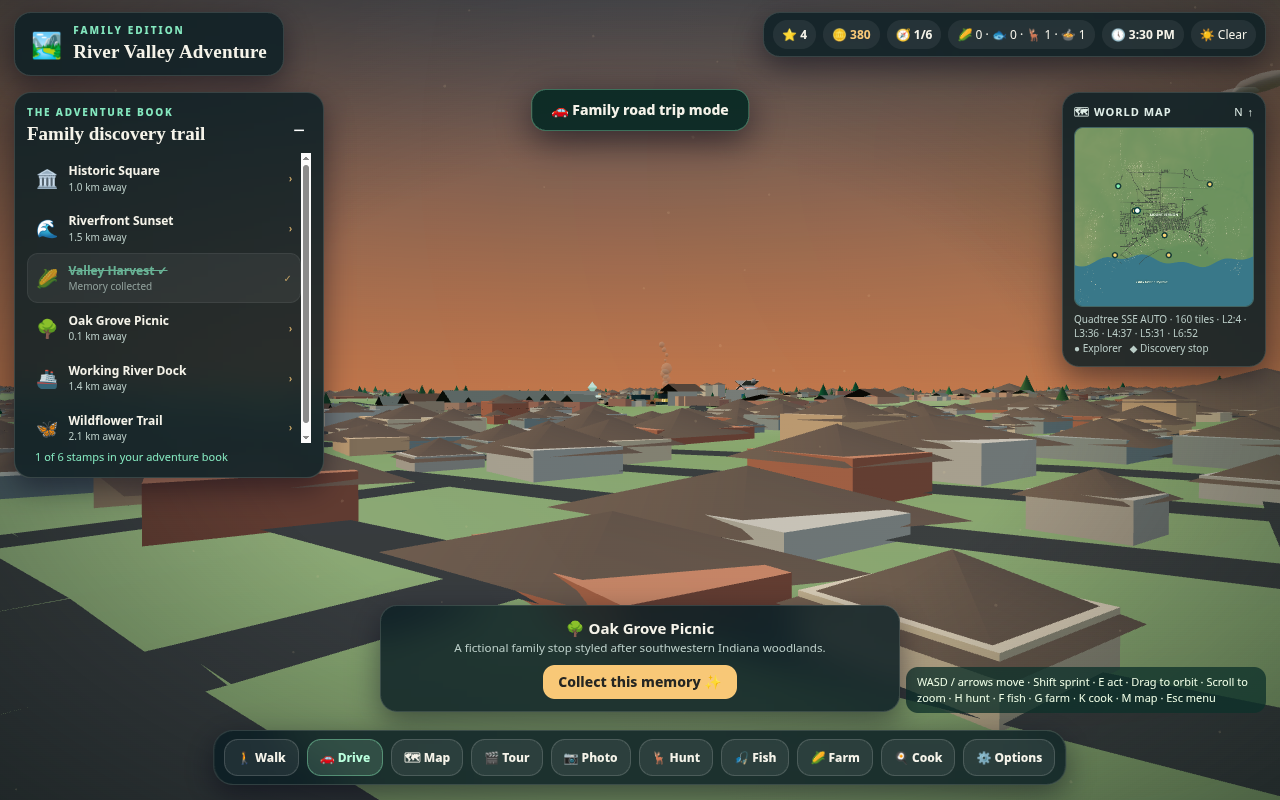 FAMILY EDITION
River Valley Adventure
⭐ 4
🪙 380
🧭 1/6
🌽 0 · 🐟 0 · 🦌 1 · 🍲 1
🕒 3:30 PM
☀️ Clear
THE ADVENTURE BOOK
Family discovery trail
–
Historic Square
1.0 km away
Riverfront Sunset
1.5 km away
Valley Harvest ✓
Memory collected
✓
Oak Grove Picnic
0.1 km away
Working River Dock
1.4 km away
Wildflower Trail
2.1 km away
1 of 6 stamps in your adventure book
🚗 Family road trip mode
🗺 WORLD MAP
N ↑
Quadtree SSE AUTO · 160 tiles · L2:4 ·
L3:36 · L4:37 · L5:31 · L6:52
● Explorer ◆ Discovery stop
🌳 Oak Grove Picnic
A fictional family stop styled after southwestern Indiana woodlands.
Collect this memory ✨
WASD / arrows move · Shift sprint · E act · Drag to orbit · Scroll to
zoom · H hunt · F fish · G farm · K cook · M map · Esc menu
🚶 Walk
🚗 Drive
🗺 Map
🎬 Tour
📷 Photo
🦌 Hunt
🎣 Fish
🌽 Farm
🍳 Cook
⚙️ Options